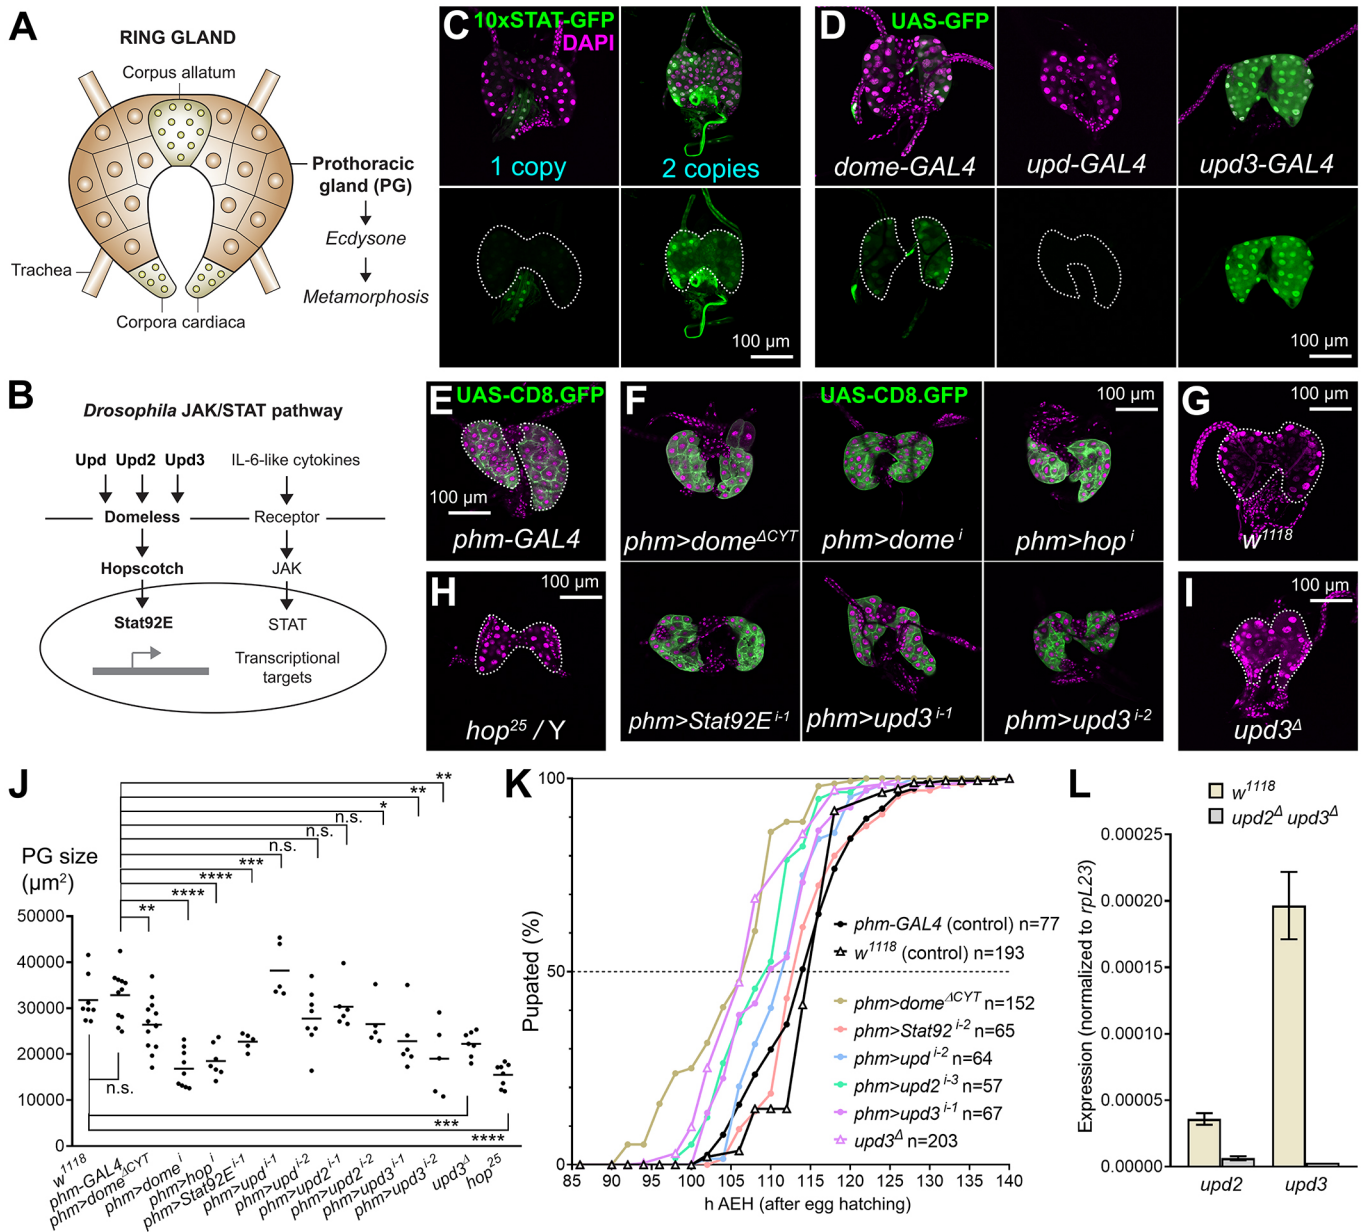 A
RING GLAND
Corpus allatum
Prothoracic
gland (PG)
Ecdysone
Metamorphosis
Trachea
Corpora cardiaca
B
Drosophila JAK/STAT pathway
Upd Upd2 Upd3 IL-6-like cytokines
Domeless Receptor
Hopscotch JAK
Stat92E STAT
Transcriptional
targets
C
10xSTAT-GFP
DAPI
1 copy
2 copies
100 µm
D
UAS-GFP
dome-GAL4
upd-GAL4
upd3-GAL4
100 µm
E
UAS-CD8.GFP
100 µm
phm-GAL4
F
UAS-CD8.GFP
100 µm
phm>dome^ΔCYT
phm>dome^i
phm>hop^i
phm>Stat92E^i-1
phm>upd3^i-1
phm>upd3^i-2
G
100 µm
w^1118
H
100 µm
hop^25 / Y
I
100 µm
upd3^Δ
J
PG size
(µm²)
**
**
*
n.s.
n.s.
***
****
****
**
50000
40000
30000
20000
10000
0
n.s.
***
****
w^1118
phm-GAL4
phm>dome^ΔCYT
phm>dome^i
phm>hop^i
phm>Stat92E^i-1
phm>upd^i-1
phm>upd^i-2
phm>upd2^i-1
phm>upd2^i-2
phm>upd3^i-1
phm>upd3^i-2
upd3^Δ
hop^25
K
Pupated (%)
100
50
0
85 90 95 100 105 110 115 120 125 130 135 140
h AEH (after egg hatching)
phm-GAL4 (control) n=77
w^1118 (control) n=193
phm>dome^ΔCYT n=152
phm>Stat92^i-2 n=65
phm>upd^i-2 n=64
phm>upd2^i-3 n=57
phm>upd3^i-1 n=67
upd3^Δ n=203
L
w^1118
upd2^Δ upd3^Δ
Expression (normalized to rpL23)
0.00025
0.00020
0.00015
0.00010
0.00005
0.00000
upd2 upd3